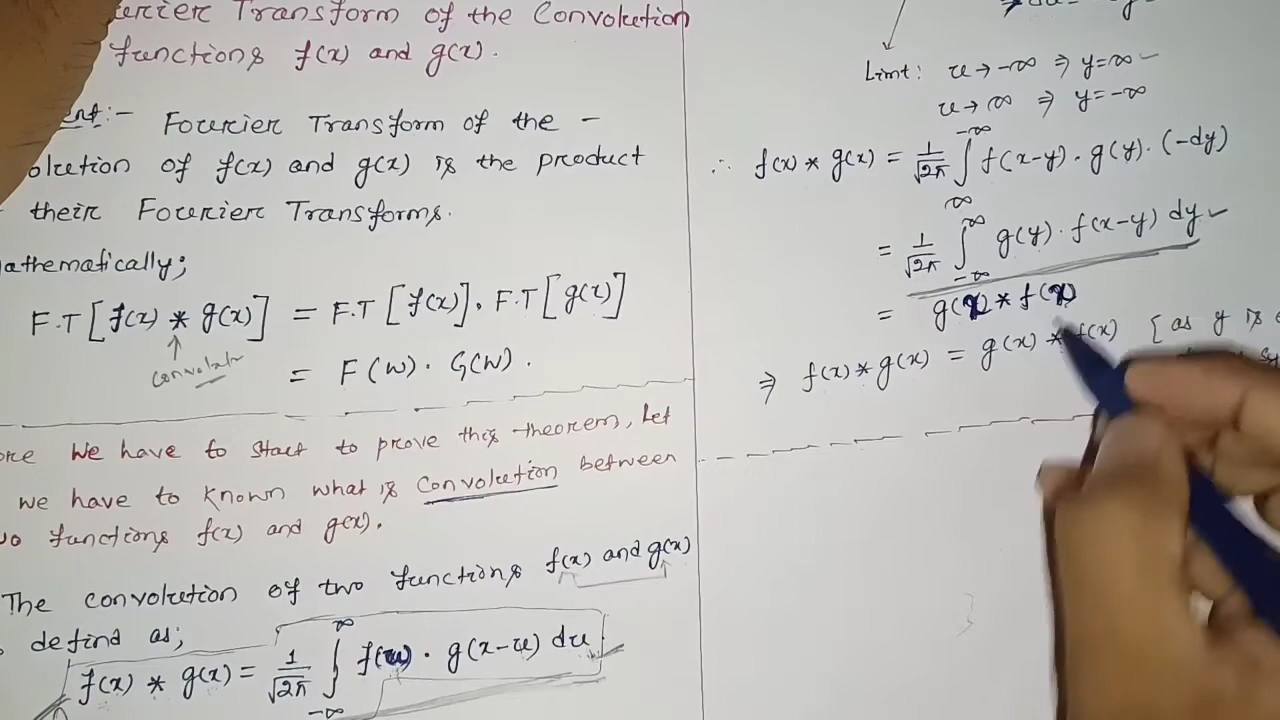 Fourier Transform of the Convolution
functions f(x) and g(x).
Fourier Transform of the -
of f(x) and g(x) is the product
their Fourier Transforms.
F.T[f(x) * g(x)] = F.T[f(x)]. F.T[g(x)]
↑
= F(w). G(w).
We have to start to prove this theorem, Let
we have to known what is Convolution between
functions f(x) and g(x).
The convolution of two functions f(x) and g(x)
defind as;
f(x) * g(x) = 1/√2π ∫_{-∞}^{∞} f(u) . g(x-u) du
Limt: u → -∞ ⇒ y = ∞
u → ∞ ⇒ y = -∞
∴ f(x) * g(x) = 1/√2π ∫_{∞}^{-∞} f(x-y) . g(y) . (-dy)
= 1/√2π ∫_{-∞}^{∞} g(y) . f(x-y) dy
= g(x) * f(x)
⇒ f(x) * g(x) = g(x) * f(x) [as y is